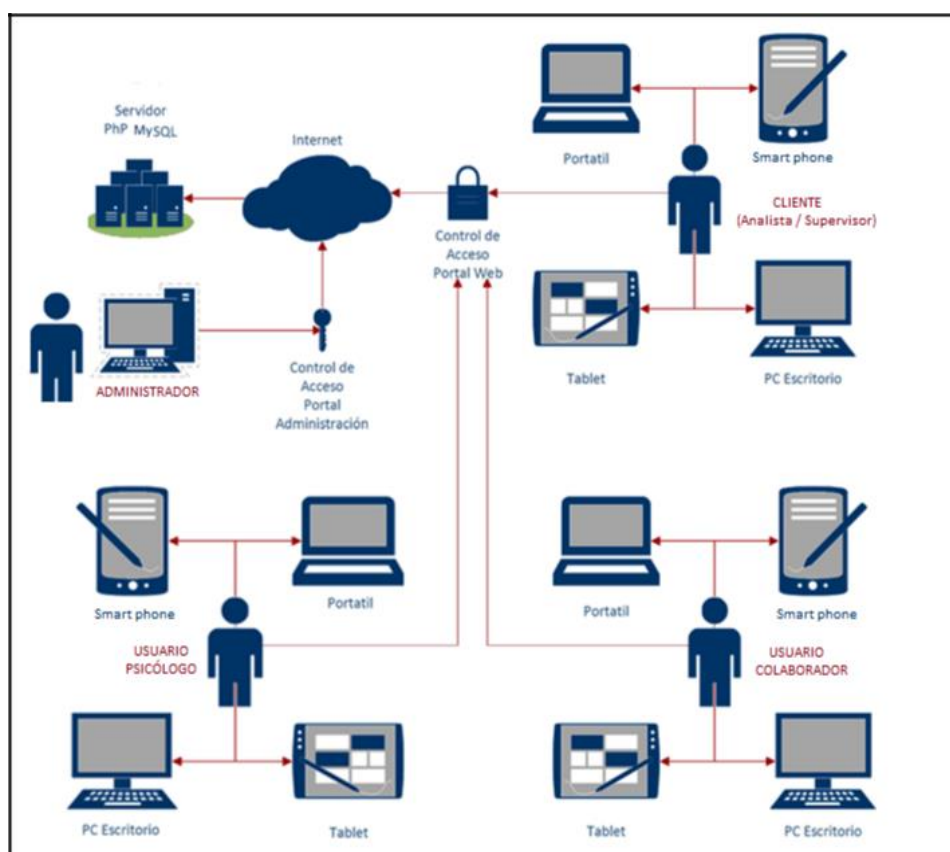 Servidor
PhP MySQL
Internet
Portatil
Smart phone
CLIENTE
(Analista / Supervisor)
Control de
Acceso
Portal Web
Tablet
PC Escritorio
ADMINISTRADOR
Control de
Acceso
Portal
Administración
Smart phone
Portatil
USUARIO
PSICÓLOGO
PC Escritorio
Tablet
Portatil
Smart phone
USUARIO
COLABORADOR
Tablet
PC Escritorio